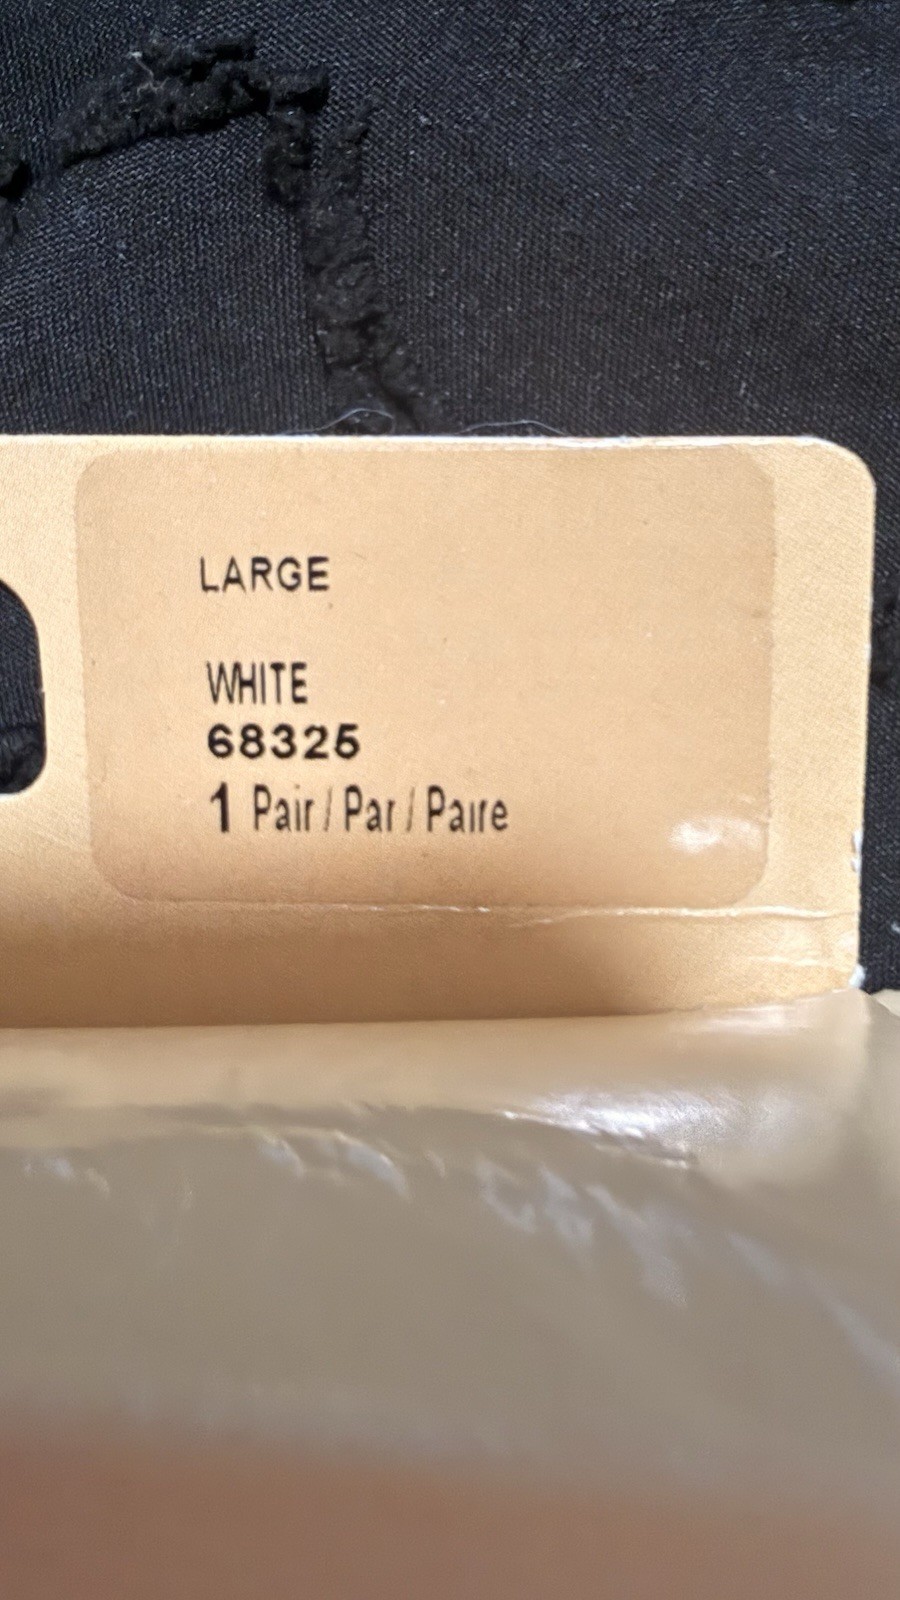 LARGE
WHITE
68325
1 Pair / Par / Paire